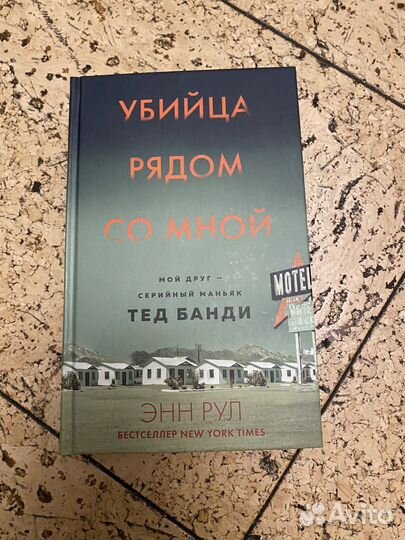 УБИЙЦА
РЯДОМ
СО МНОЙ
МОЙ ДРУГ –
СЕРИЙНЫЙ МАНЬЯК
ТЕД БАНДИ
MOTEL
ЭНН РУЛ
БЕСТСЕЛЛЕР NEW YORK TIMES
Avito